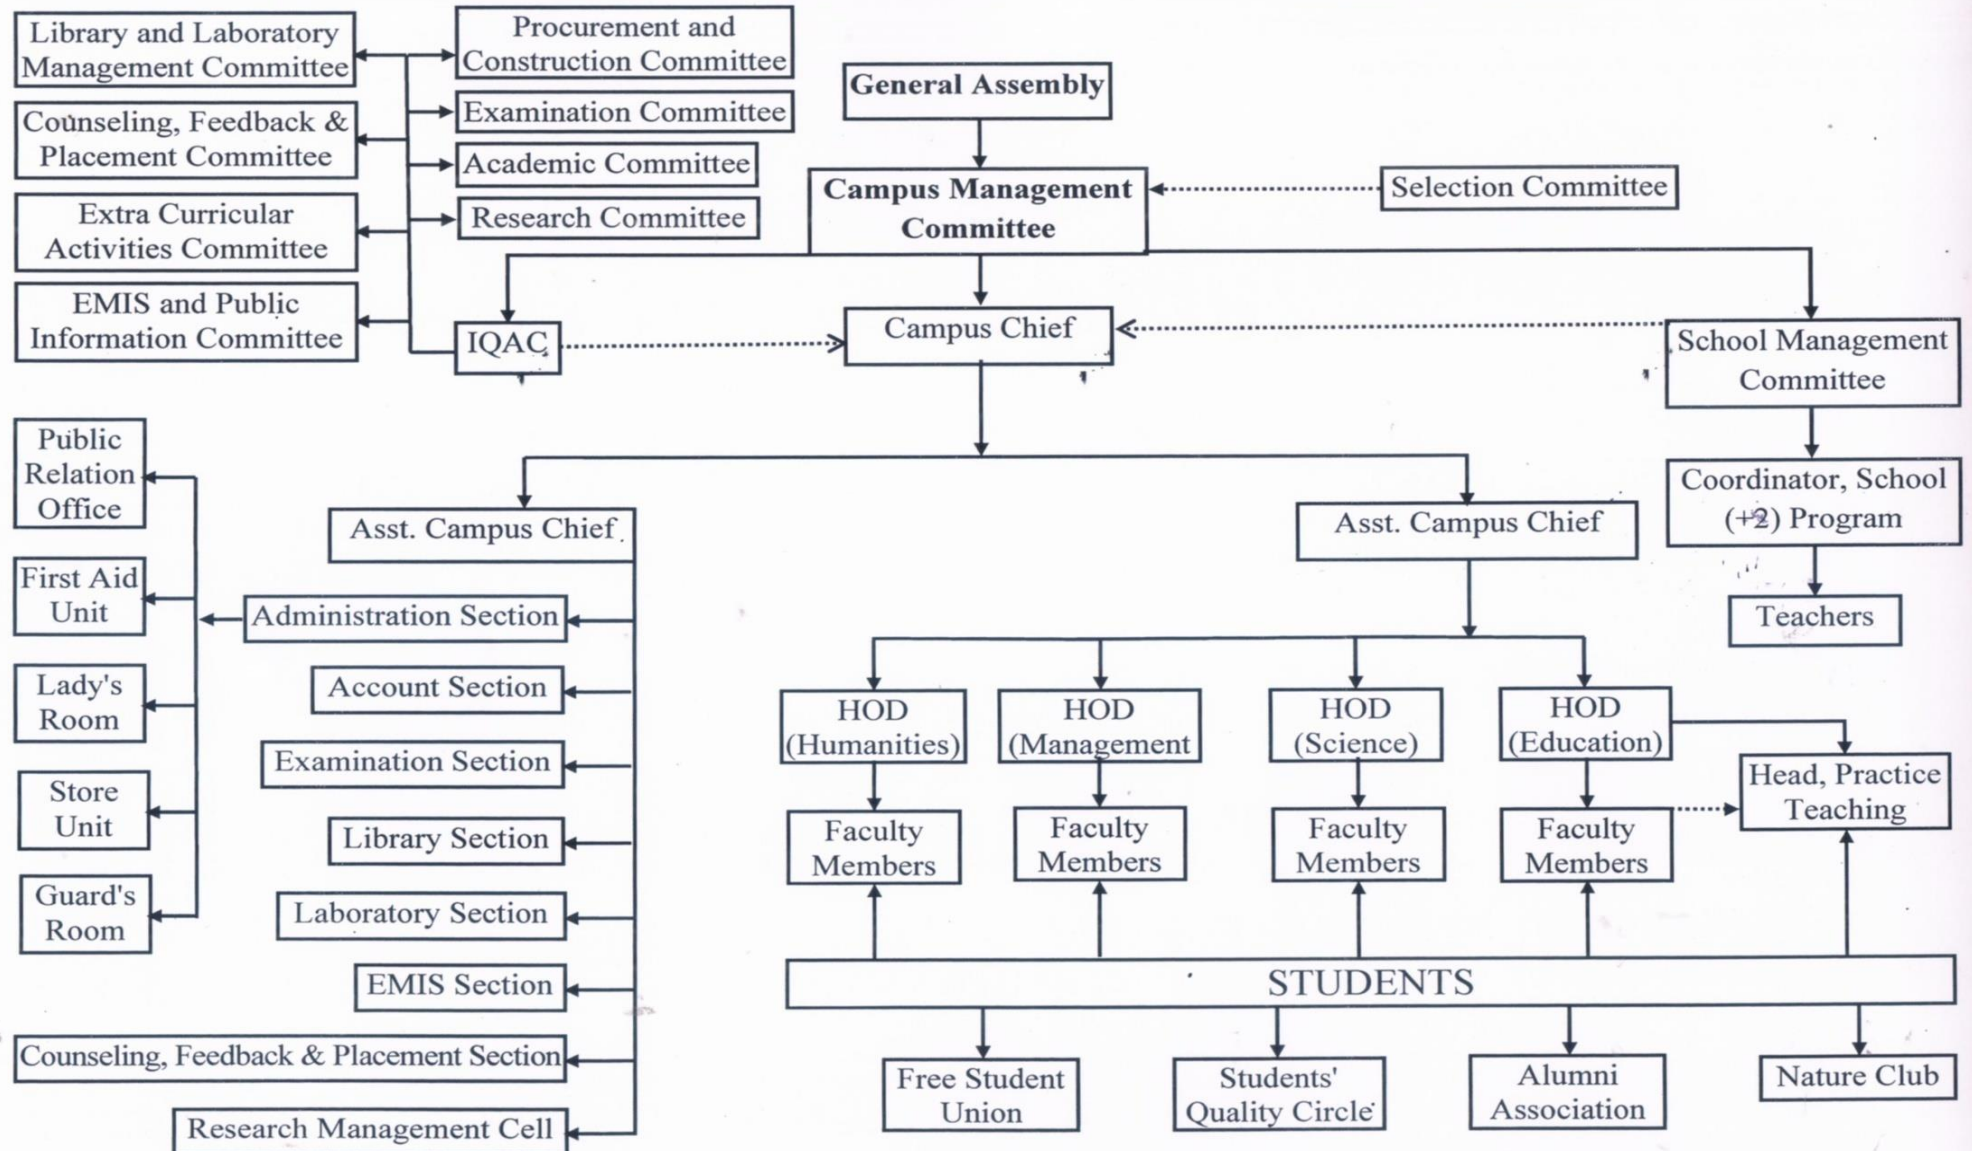 Library and Laboratory
Management Committee
Procurement and
Construction Committee
General Assembly
Counseling, Feedback &
Placement Committee
Examination Committee
Academic Committee
Campus Management
Committee
Selection Committee
Extra Curricular
Activities Committee
Research Committee
EMIS and Public
Information Committee
IQAC
Campus Chief
School Management
Committee
Public
Relation
Office
Asst. Campus Chief
Asst. Campus Chief
Coordinator, School
(+2) Program
First Aid
Unit
Administration Section
Teachers
Lady's
Room
Account Section
HOD
(Humanities)
HOD
(Management
HOD
(Science)
HOD
(Education)
Examination Section
Head, Practice
Teaching
Store
Unit
Library Section
Faculty
Members
Faculty
Members
Faculty
Members
Faculty
Members
Guard's
Room
Laboratory Section
EMIS Section
STUDENTS
Counseling, Feedback & Placement Section
Free Student
Union
Students'
Quality Circle
Alumni
Association
Nature Club
Research Management Cell